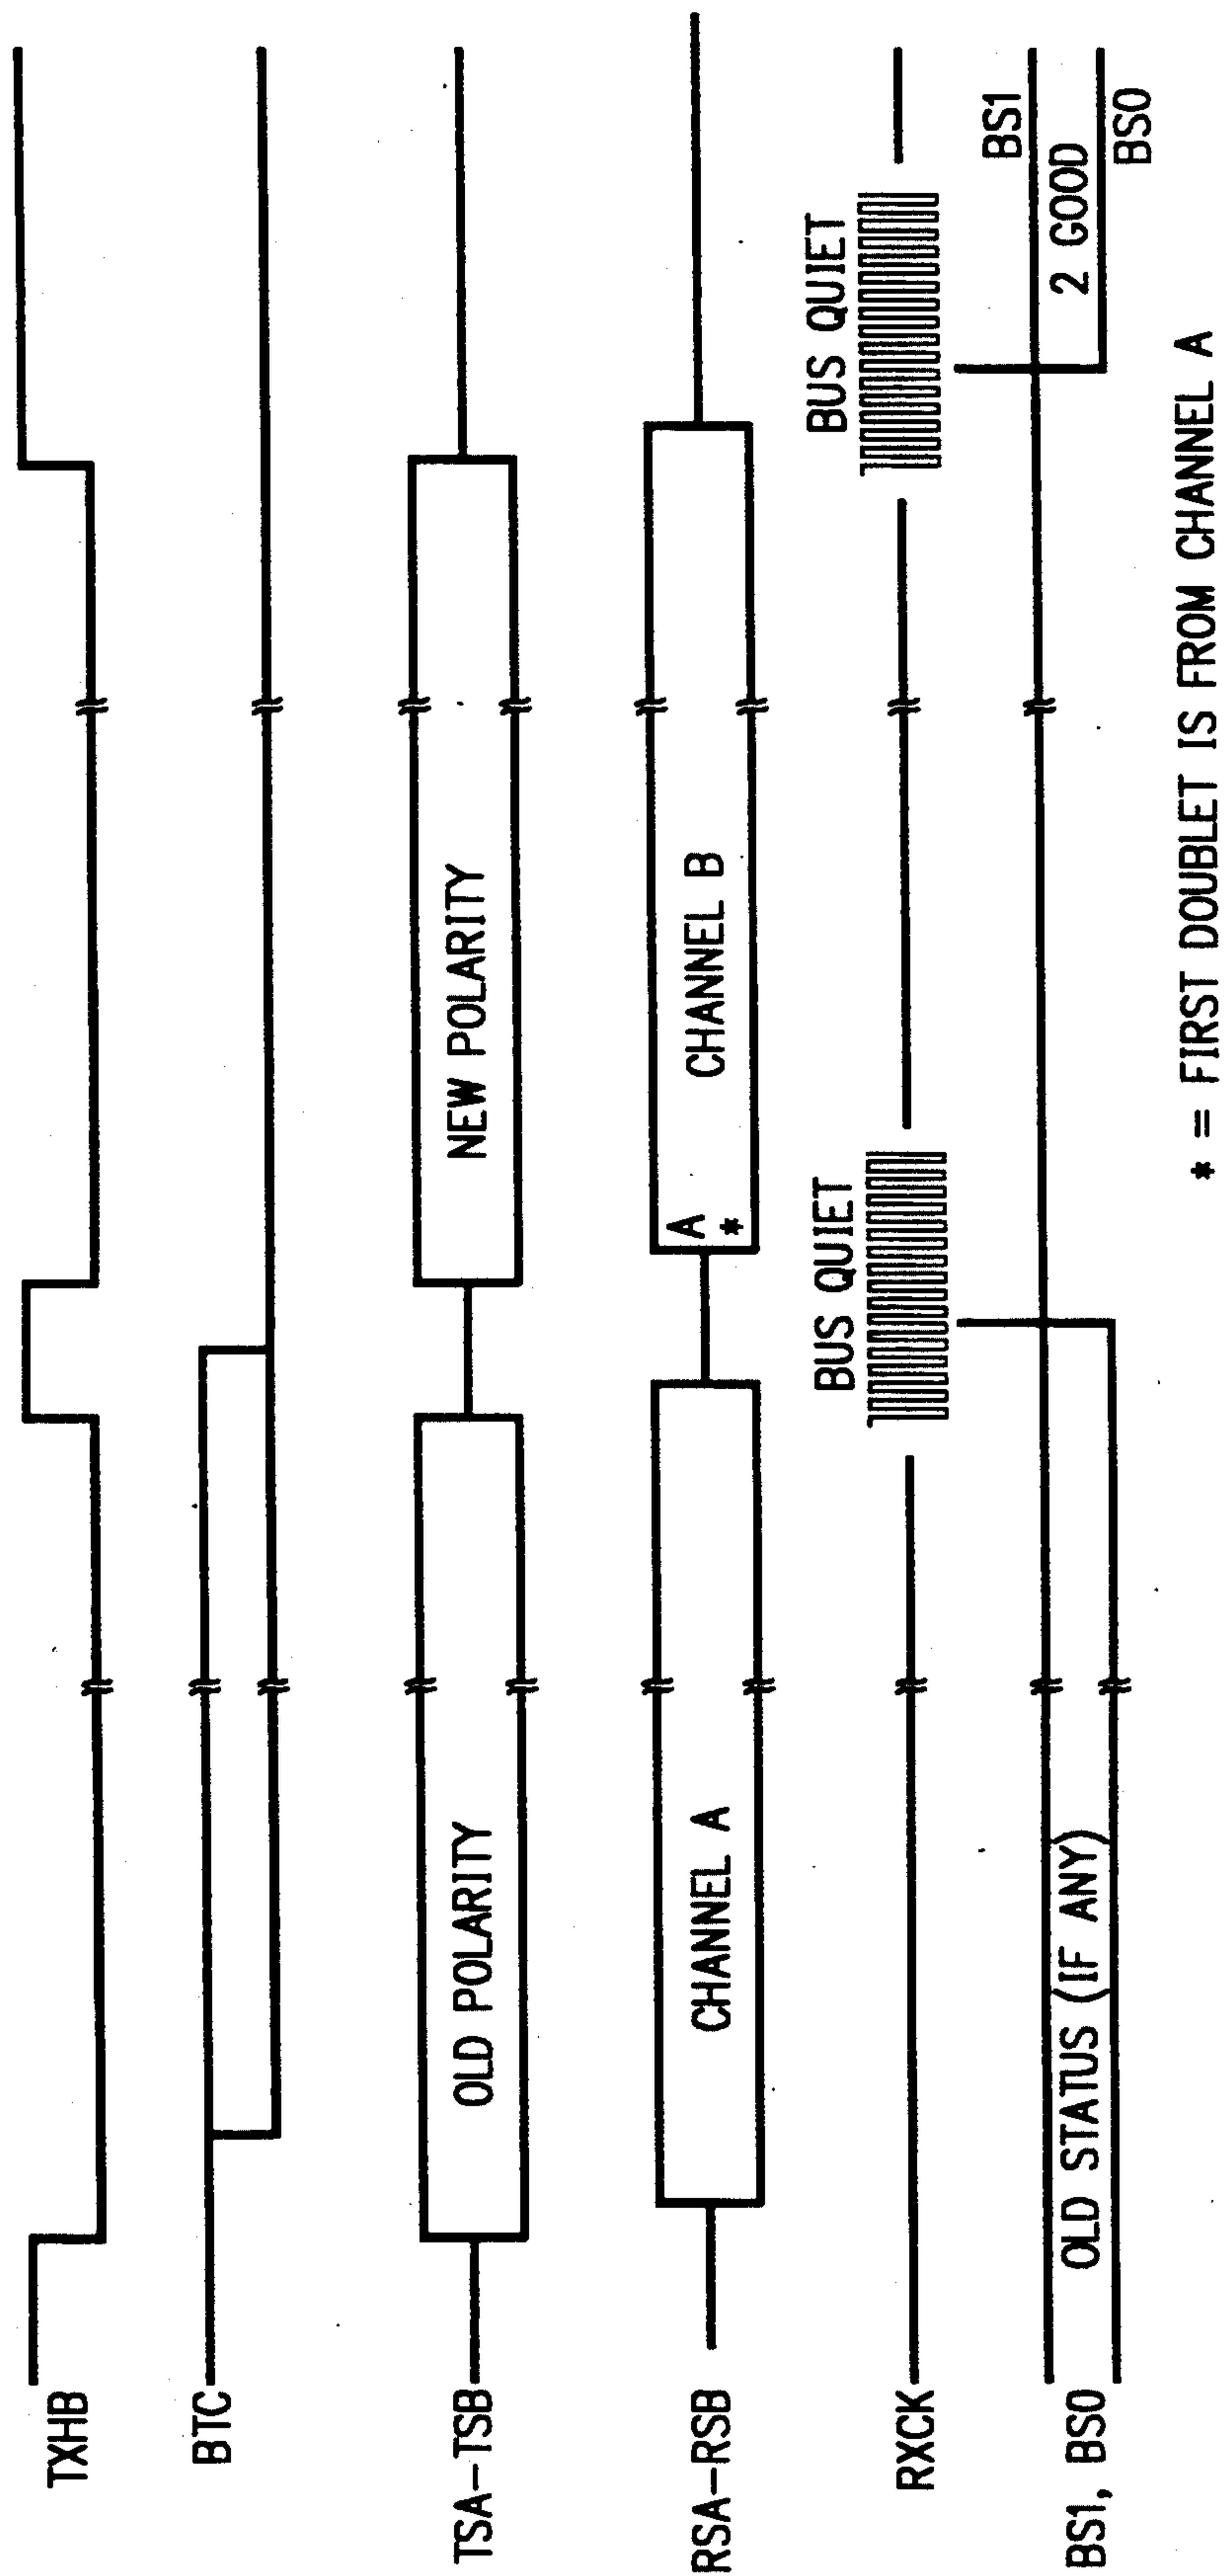 TXHB
BTC
TSA-TSB
OLD POLARITY
NEW POLARITY
RSA-RSB
CHANNEL A
A
*
CHANNEL B
RXCK
BUS QUIET
BUS QUIET
BS1, BS0
OLD STATUS (IF ANY)
BS1
2 GOOD
BS0
* = FIRST DOUBLET IS FROM CHANNEL A